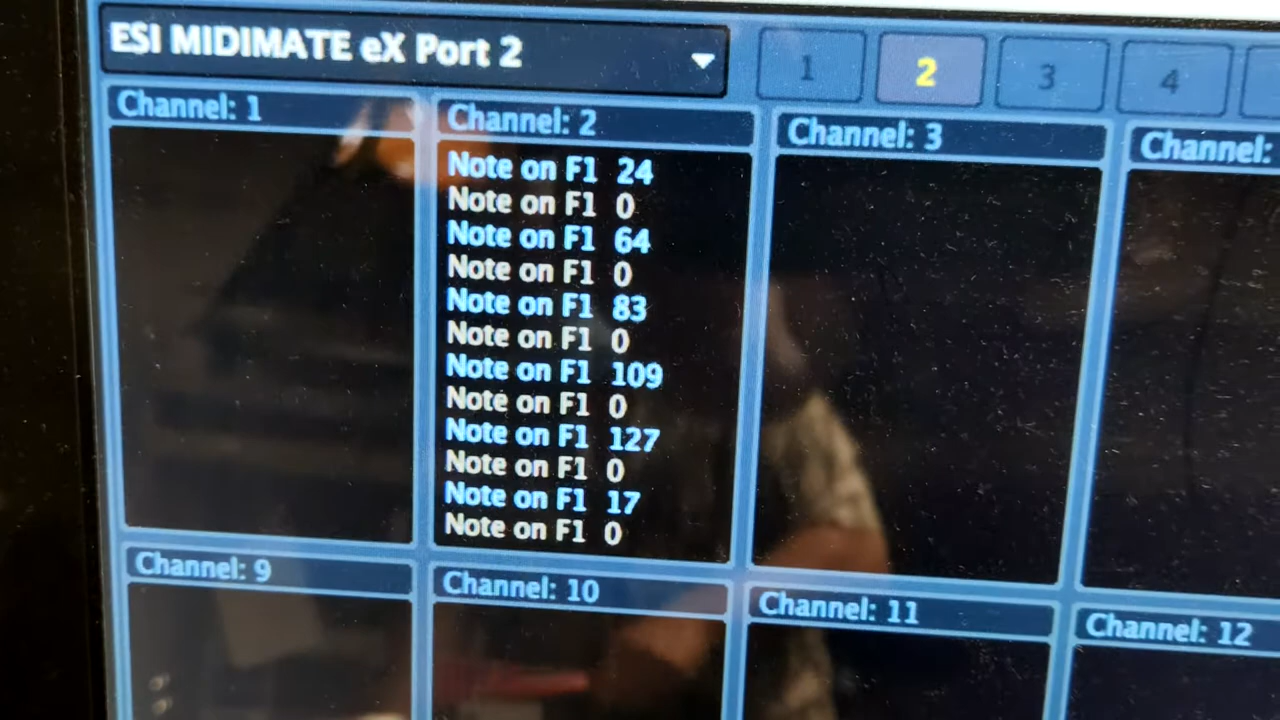 ESI MIDIMATE eX Port 2
1 2 3 4
Channel: 1
Channel: 2
Channel: 3
Channel:
Note on F1 24
Note on F1 0
Note on F1 64
Note on F1 0
Note on F1 83
Note on F1 0
Note on F1 109
Note on F1 0
Note on F1 127
Note on F1 0
Note on F1 17
Note on F1 0
Channel: 9
Channel: 10
Channel: 11
Channel: 12